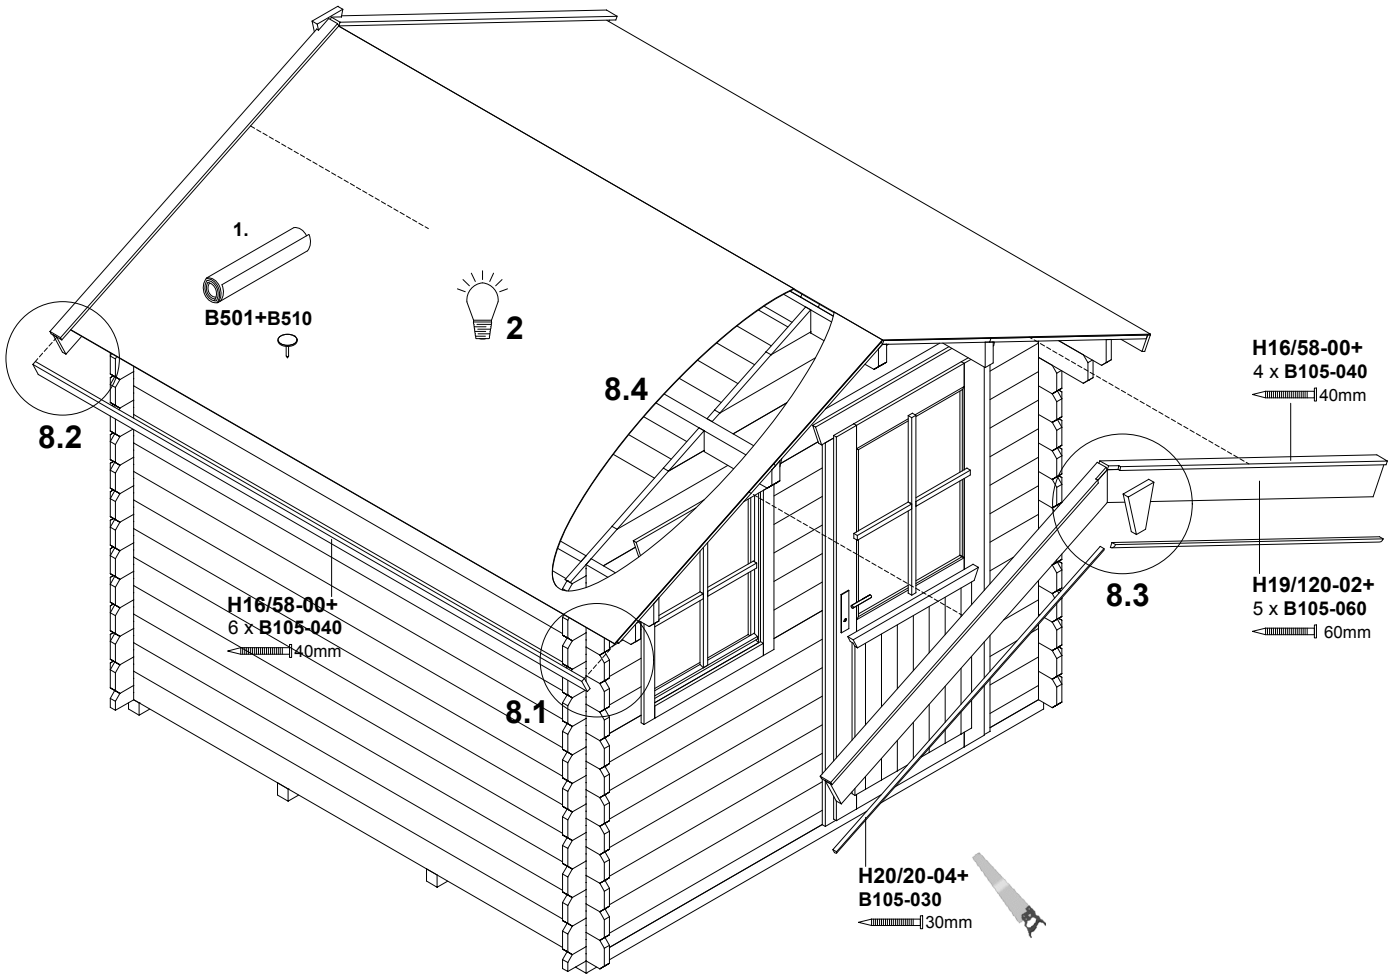 1.
B501+B510
2
8.4
8.2
H16/58-00+
4 x B105-040
40mm
H16/58-00+
6 x B105-040
40mm
8.1
8.3
H19/120-02+
5 x B105-060
60mm
H20/20-04+
B105-030
30mm